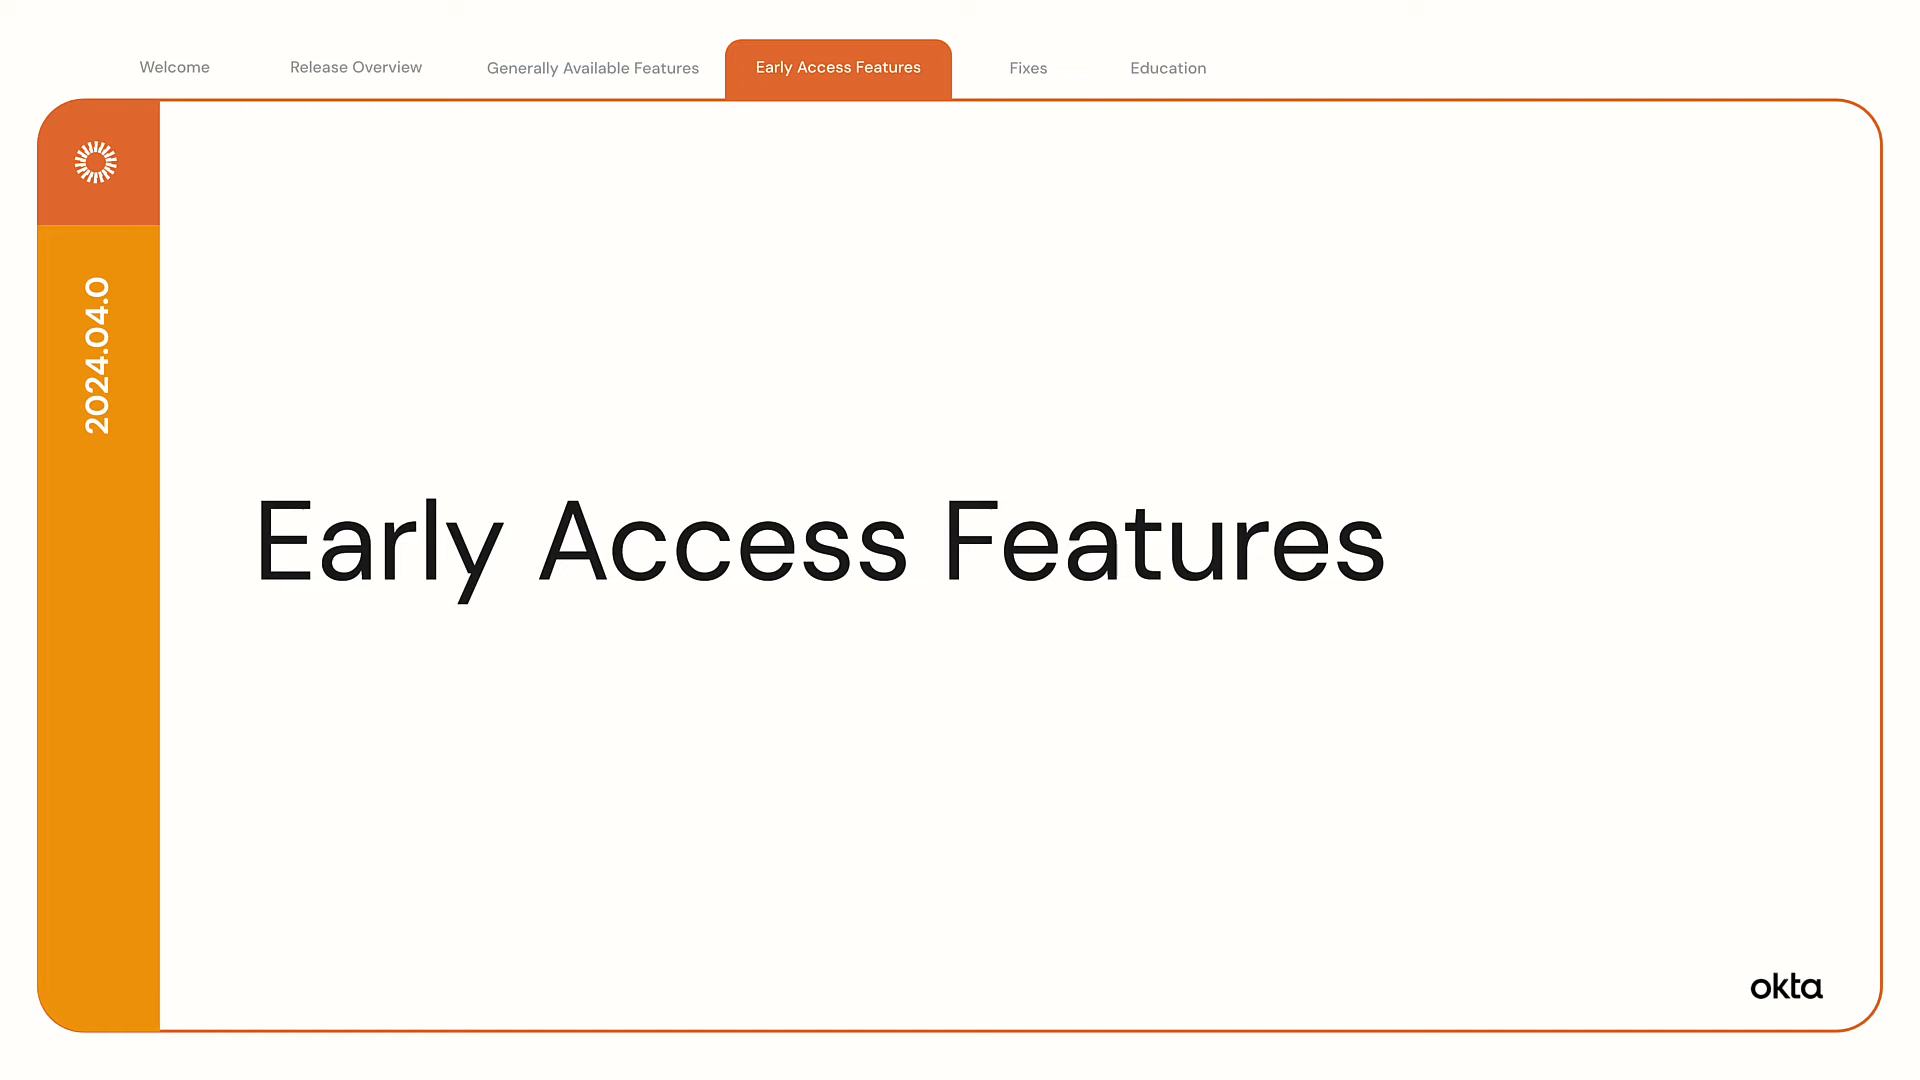 Welcome
Release Overview
Generally Available Features
Early Access Features
Fixes
Education
2024.04.0
Early Access Features
okta